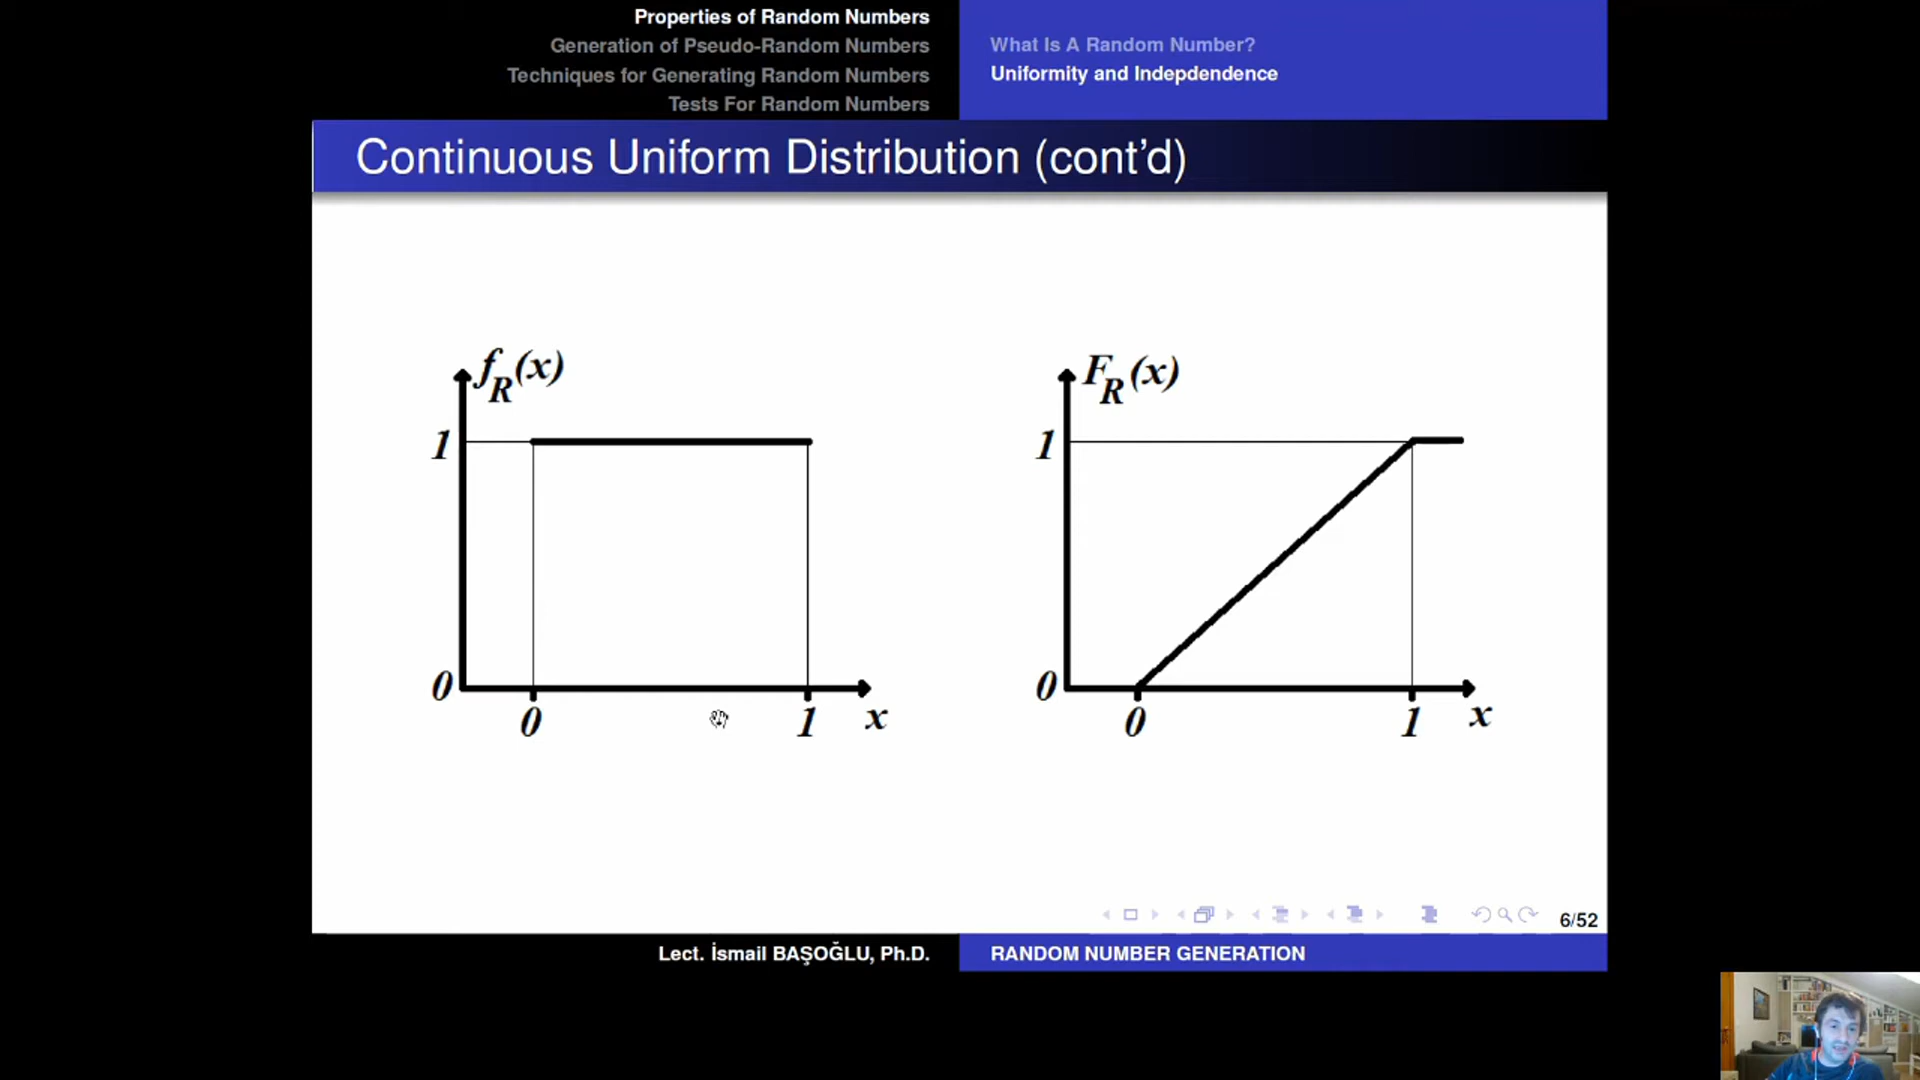 Properties of Random Numbers
Generation of Pseudo-Random Numbers
Techniques for Generating Random Numbers
Tests For Random Numbers
What Is A Random Number?
Uniformity and Indepdendence
Continuous Uniform Distribution (cont'd)
f_R(x)
1
0
0
1
x
F_R(x)
1
0
0
1
x
6/52
Lect. İsmail BAŞOĞLU, Ph.D.
RANDOM NUMBER GENERATION